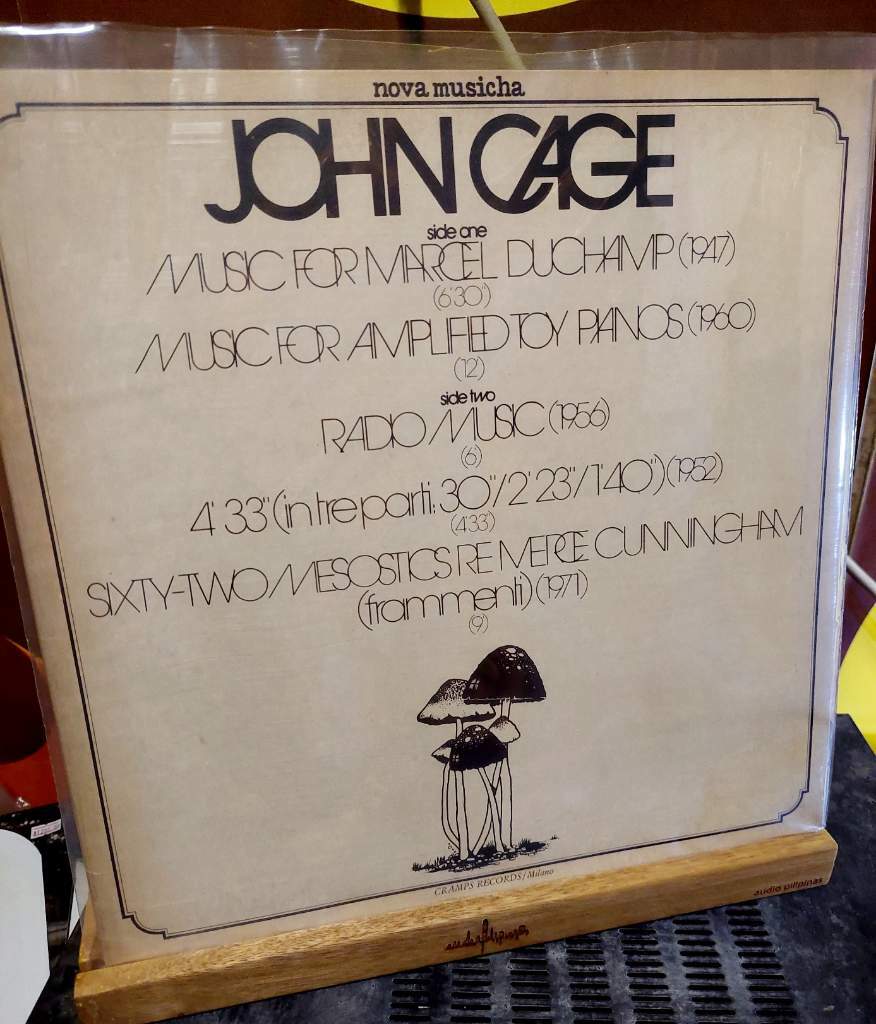 nova musicha
JOHN CAGE
side one
MUSIC FOR MARCEL DUCHAMP (1947)
(6'30")
MUSIC FOR AMPLIFIED TOY PIANOS (1960)
(12')
side two
RADIO MUSIC (1956)
(6')
4'33" (in tre parti: 30"/2'23"/1'40") (1952)
(4'33")
SIXTY-TWO MESOSTICS RE MERCE CUNNINGHAM
(frammenti) (1971)
(9')
CRAMPS RECORDS / Milano
audio pilipinas